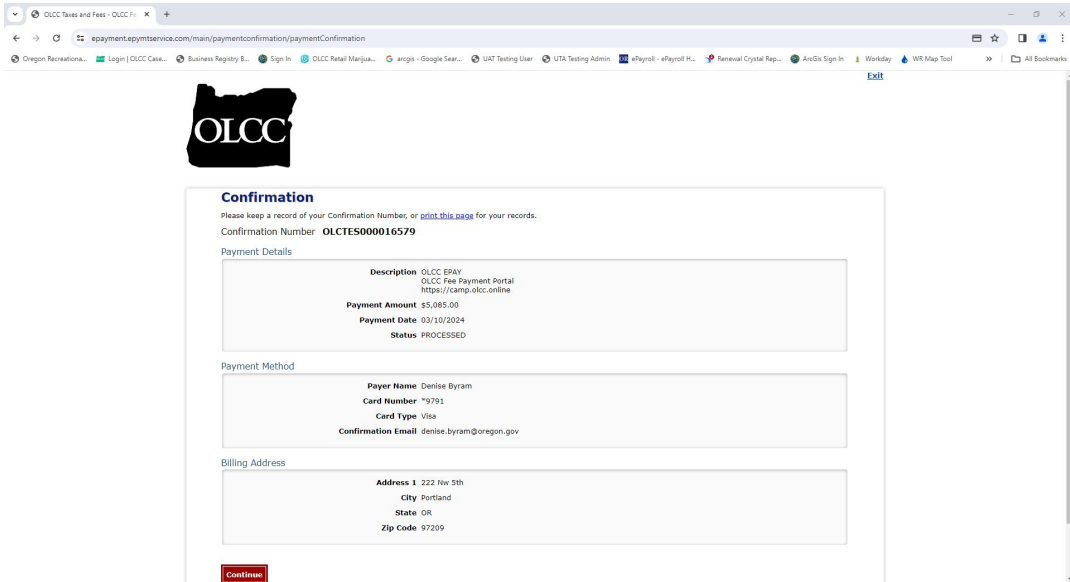 OLCC Taxes and Fees - OLCC Fe
epayment.epymtservice.com/main/paymentconfirmation/paymentConfirmation
Oregon Recreationa... Login | OLCC Case... Business Registry B... Sign In OLCC Retail Marijua... arcgis - Google Sear... UAT Testing User UTA Testing Admin ePayroll - ePayroll H... Renewal Crystal Rep... ArcGis Sign In Workday WR Map Tool » All Bookmarks
Exit
OLCC
Confirmation
Please keep a record of your Confirmation Number, or print this page for your records.
Confirmation Number OLCTES000016579
Payment Details
Description OLCC EPAY
OLCC Fee Payment Portal
https://camp.olcc.online
Payment Amount $5,085.00
Payment Date 03/10/2024
Status PROCESSED
Payment Method
Payer Name Denise Byram
Card Number *9791
Card Type Visa
Confirmation Email denise.byram@oregon.gov
Billing Address
Address 1 222 Nw 5th
City Portland
State OR
Zip Code 97209
Continue